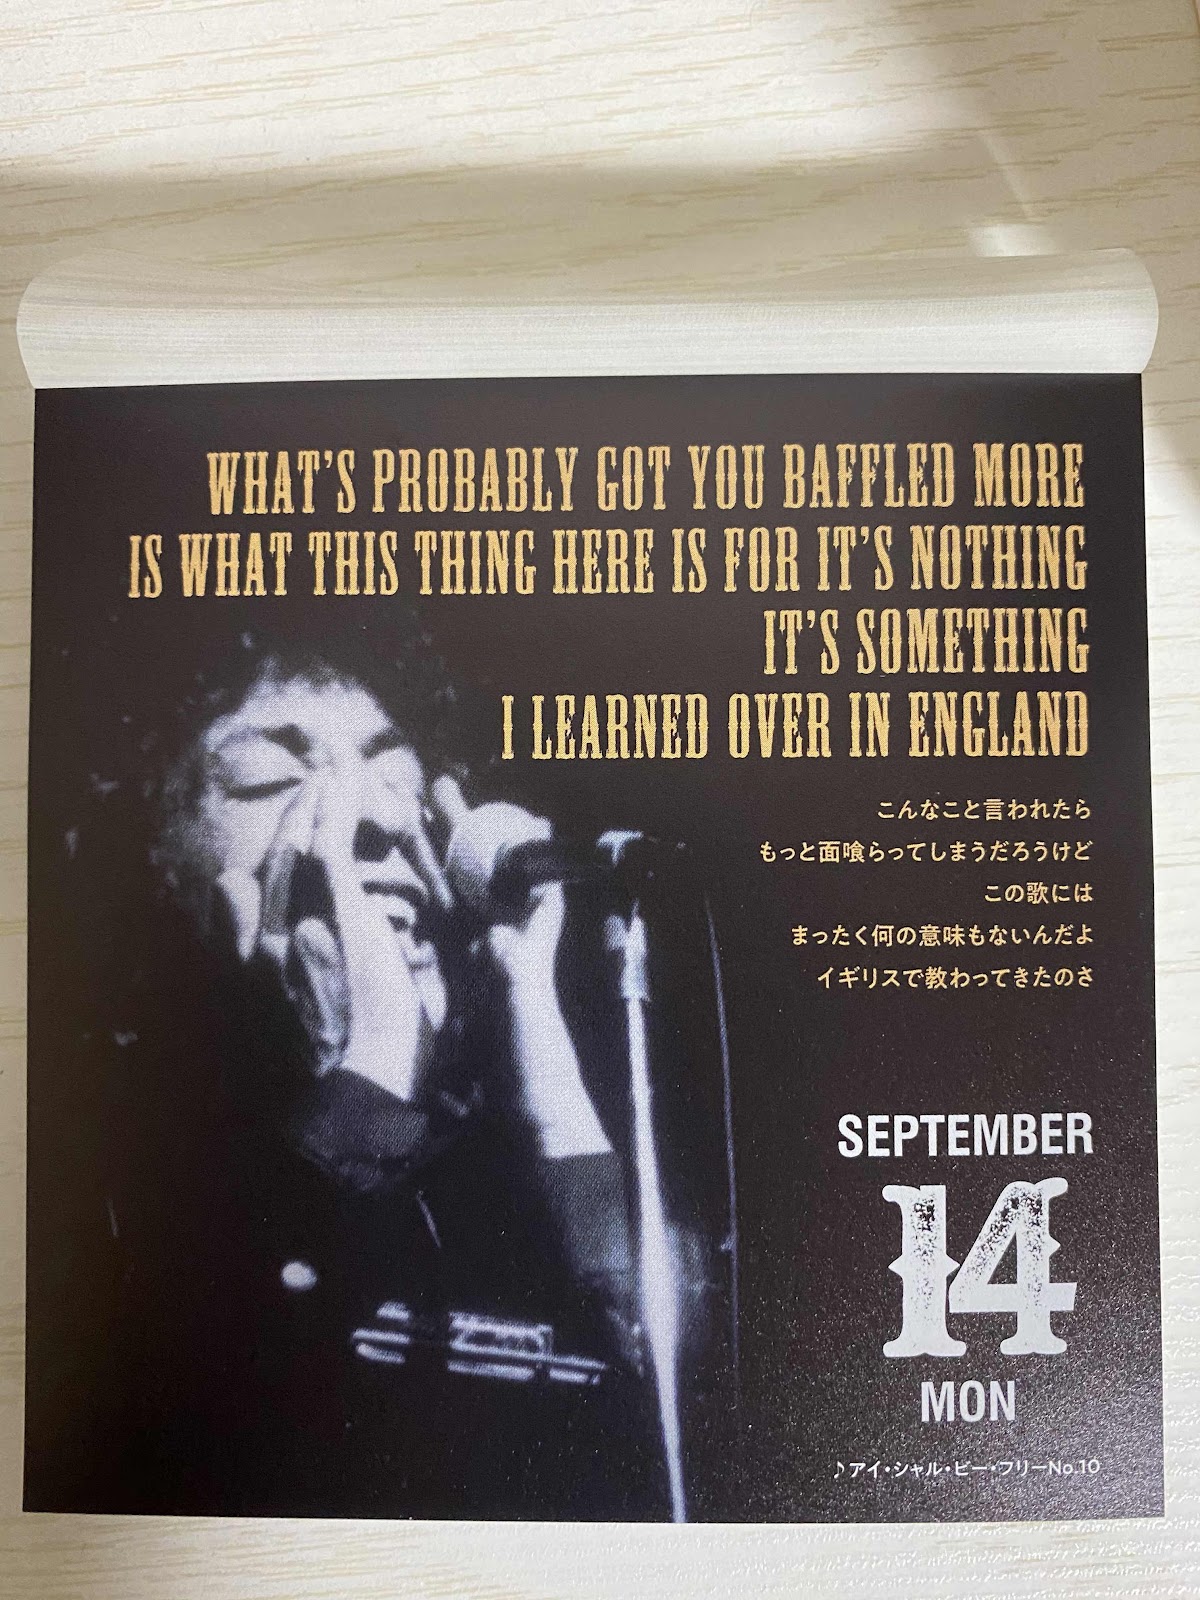 WHAT'S PROBABLY GOT YOU BAFFLED MORE
IS WHAT THIS THING HERE IS FOR IT'S NOTHING
IT'S SOMETHING
I LEARNED OVER IN ENGLAND
こんなこと言われたら
もっと面喰らってしまうだろうけど
この歌には
まったく何の意味もないんだよ
イギリスで教わってきたのさ
SEPTEMBER
14
MON
♪アイ・シャル・ビー・フリーNo.10